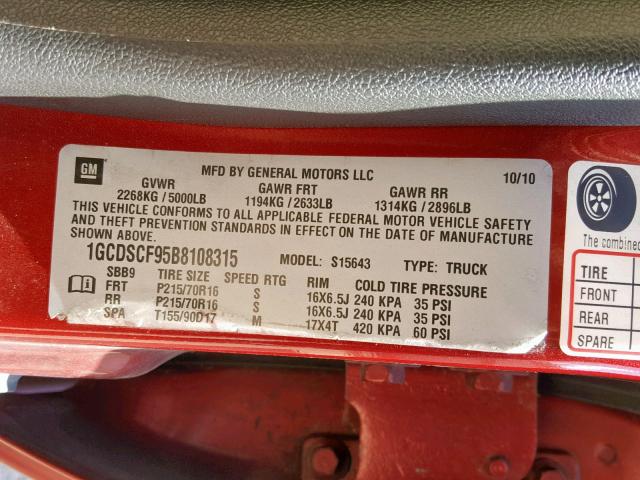 GM
MFD BY GENERAL MOTORS LLC 10/10
GVWR GAWR FRT GAWR RR
2268KG / 5000LB 1194KG / 2633LB 1314KG / 2896LB
THIS VEHICLE CONFORMS TO ALL APPLICABLE FEDERAL MOTOR VEHICLE SAFETY
AND THEFT PREVENTION STANDARDS IN EFFECT ON THE DATE OF MANUFACTURE
SHOWN ABOVE.
1GCDSCF95B8108315 MODEL: S15643 TYPE: TRUCK
SBB9 TIRE SIZE SPEED RTG RIM COLD TIRE PRESSURE
FRT P215/70R16 S 16X6.5J 240 KPA 35 PSI
RR P215/70R16 S 16X6.5J 240 KPA 35 PSI
SPA T155/90D17 M 17X4T 420 KPA 60 PSI
TIRE
FRONT
REAR
SPARE